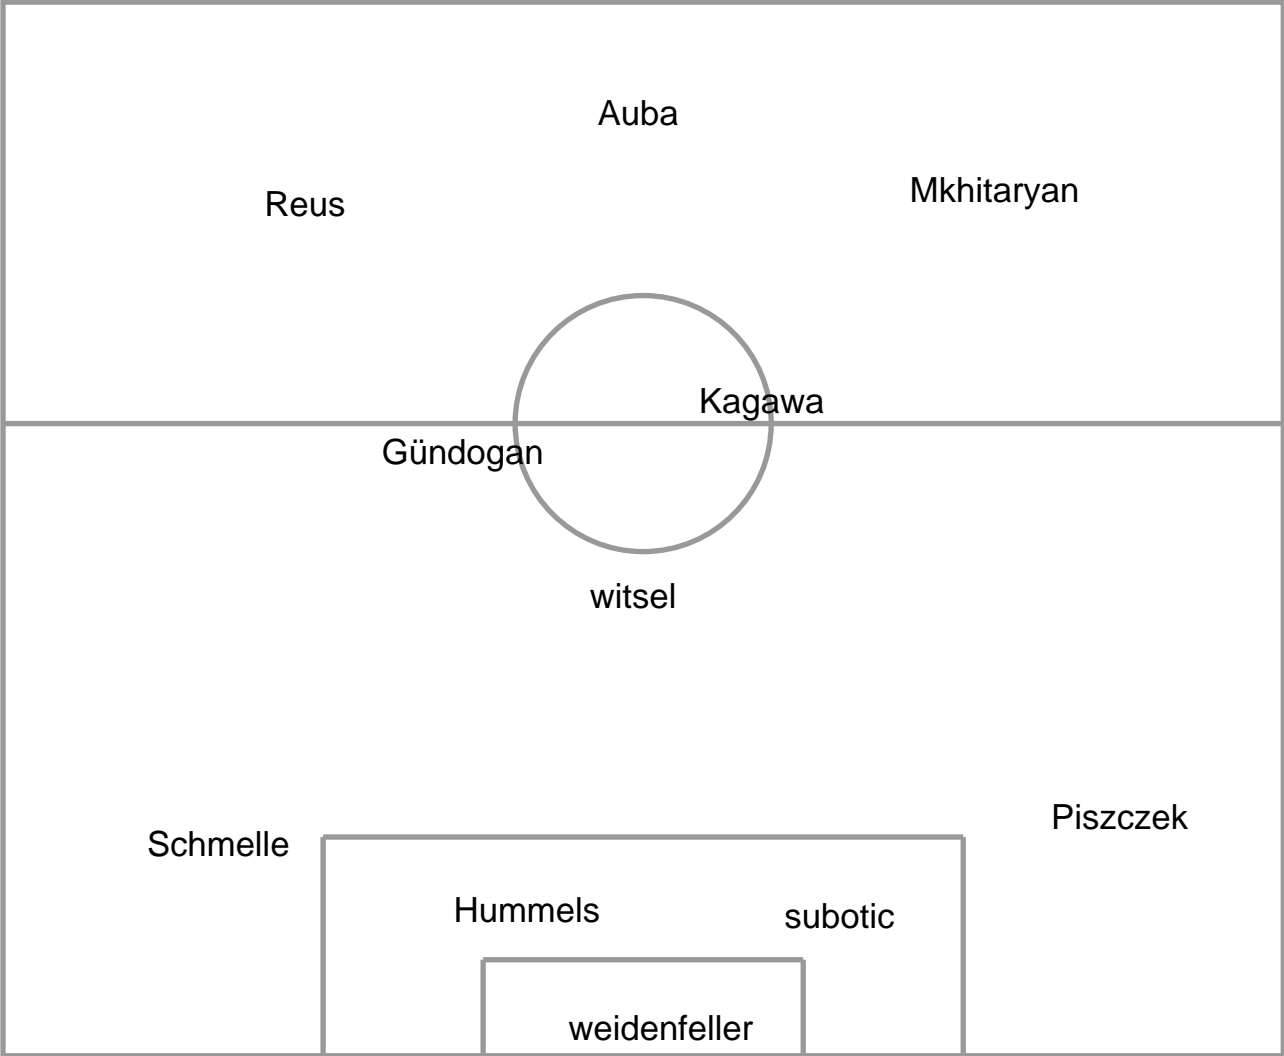 Auba
Mkhitaryan
Reus
Kagawa
Gündogan
witsel
Piszczek
Schmelle
Hummels
subotic
weidenfeller